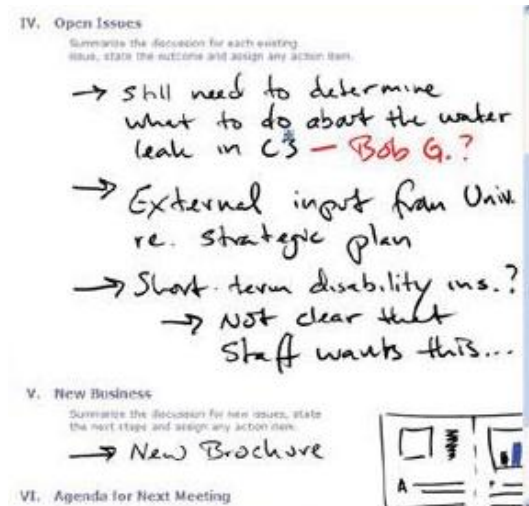 IV. Open Issues
Summarize the discussion for each existing
issue, state the outcome and assign any action item.
→ Still need to determine
what to do about the water
leak in C3 — Bob G.?
→ External input from Univ.
re. strategic plan
→ Short-term disability ins.?
→ Not clear that
Staff wants this...
V. New Business
Summarize the discussion for new issues, state
the next steps and assign any action item.
→ New Brochure
A
VI. Agenda for Next Meeting